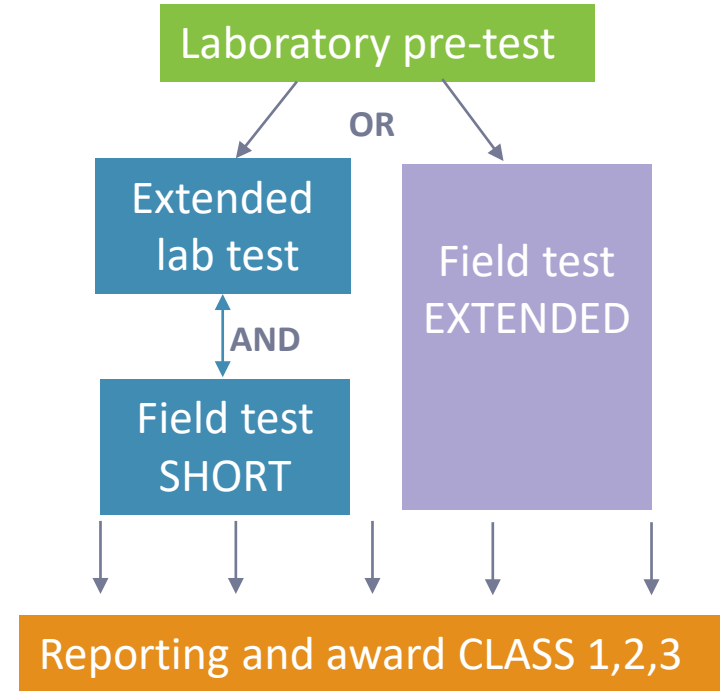 Laboratory pre-test
OR
Extended
lab test
AND
Field test
SHORT
Field test
EXTENDED
Reporting and award CLASS 1,2,3